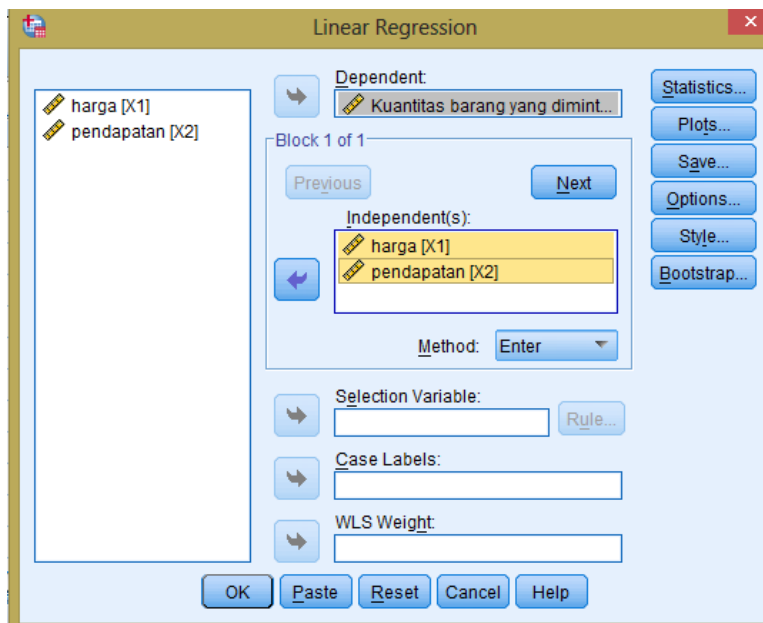 Linear Regression
harga [X1]
pendapatan [X2]
Dependent:
Kuantitas barang yang dimint...
Block 1 of 1
Previous
Next
Independent(s):
harga [X1]
pendapatan [X2]
Method:
Enter
Selection Variable:
Rule...
Case Labels:
WLS Weight:
Statistics...
Plots...
Save...
Options...
Style...
Bootstrap...
OK
Paste
Reset
Cancel
Help